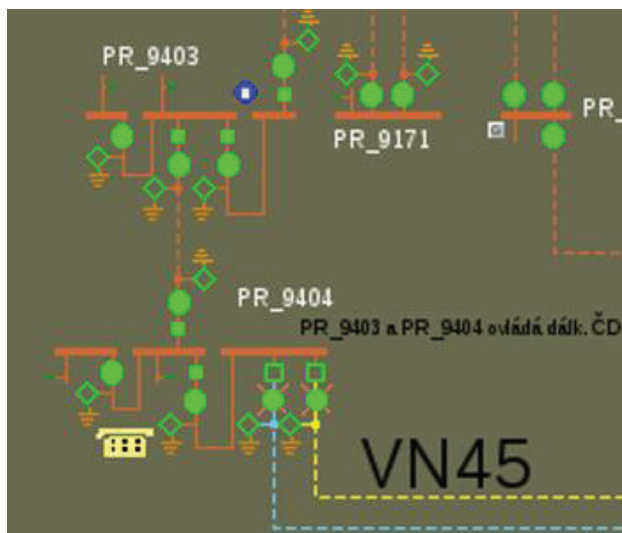 PR_9403
PR_9171
PR_
PR_9404
PR_9403 a PR_9404 ovládá dálk. ČD
VN45